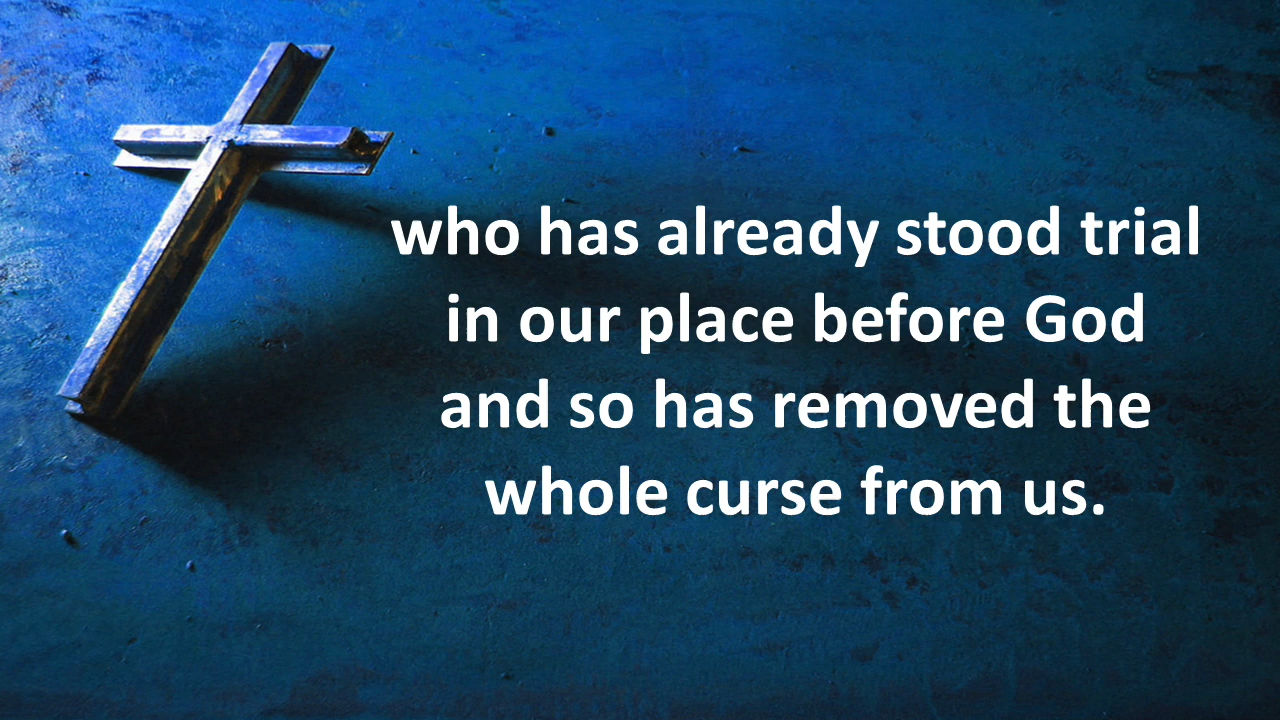 who has already stood trial
in our place before God
and so has removed the
whole curse from us.